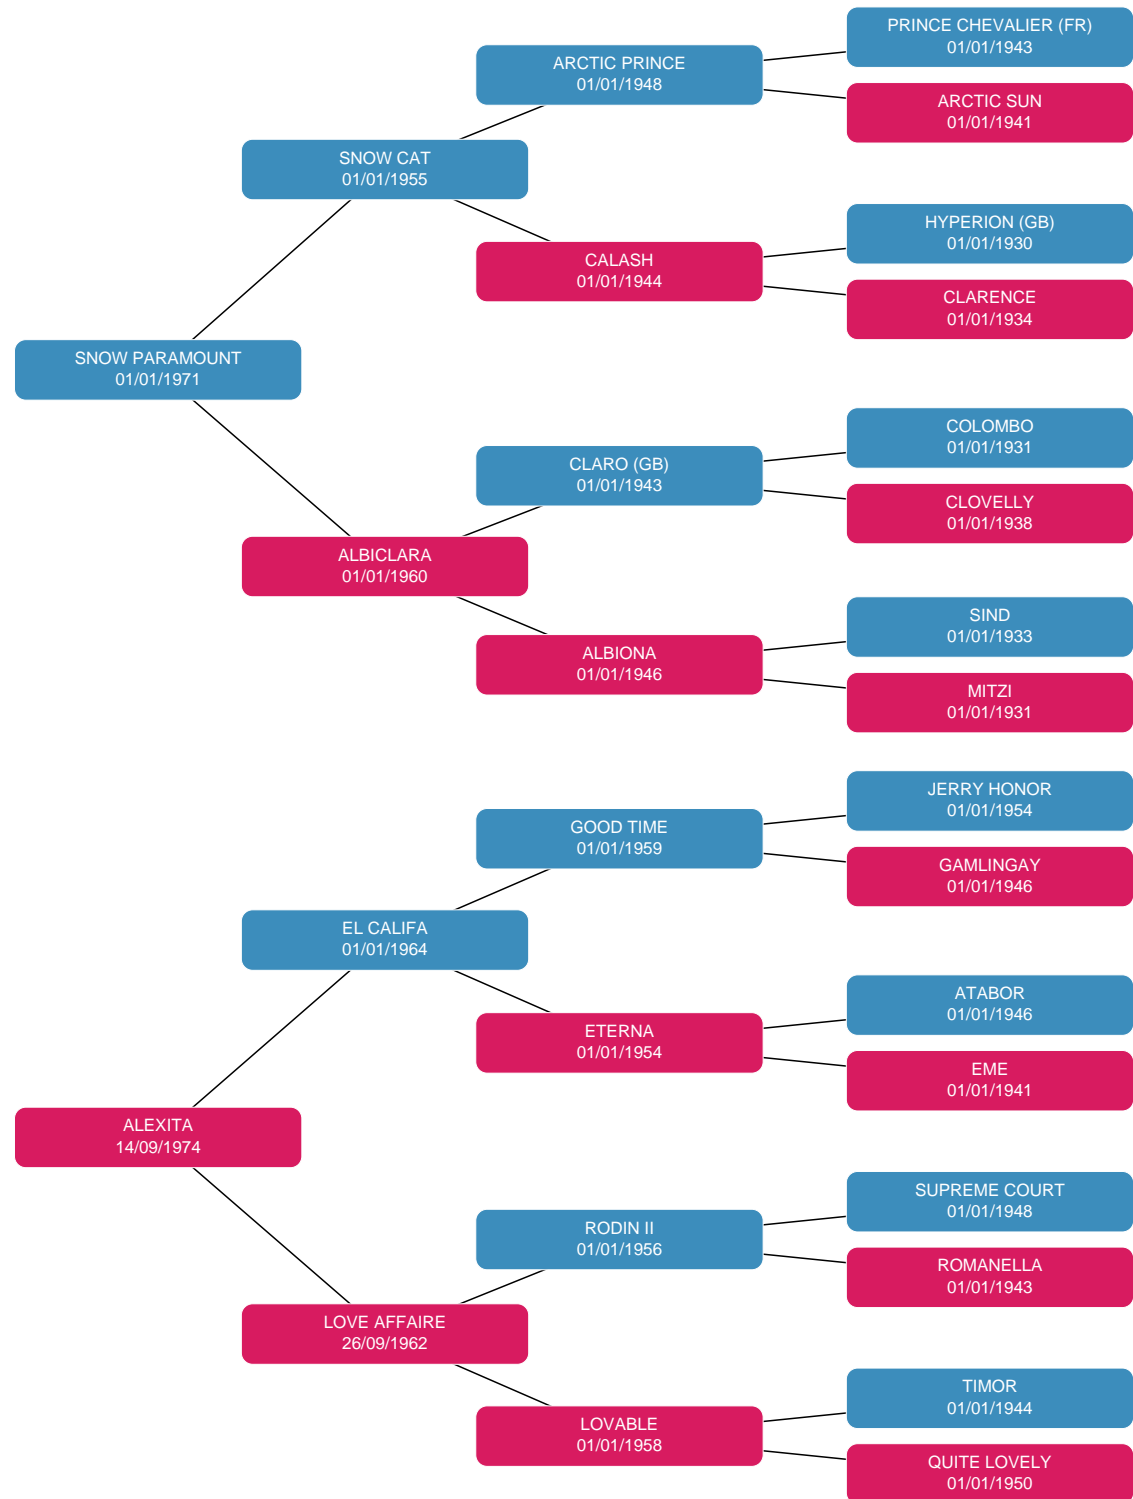 PRINCE CHEVALIER (FR)
01/01/1943
ARCTIC PRINCE
01/01/1948
ARCTIC SUN
01/01/1941
SNOW CAT
01/01/1955
HYPERION (GB)
01/01/1930
CALASH
01/01/1944
CLARENCE
01/01/1934
SNOW PARAMOUNT
01/01/1971
COLOMBO
01/01/1931
CLARO (GB)
01/01/1943
CLOVELLY
01/01/1938
ALBICLARA
01/01/1960
SIND
01/01/1933
ALBIONA
01/01/1946
MITZI
01/01/1931
JERRY HONOR
01/01/1954
GOOD TIME
01/01/1959
GAMLINGAY
01/01/1946
EL CALIFA
01/01/1964
ATABOR
01/01/1946
ETERNA
01/01/1954
EME
01/01/1941
ALEXITA
14/09/1974
SUPREME COURT
01/01/1948
RODIN II
01/01/1956
ROMANELLA
01/01/1943
LOVE AFFAIRE
26/09/1962
TIMOR
01/01/1944
LOVABLE
01/01/1958
QUITE LOVELY
01/01/1950